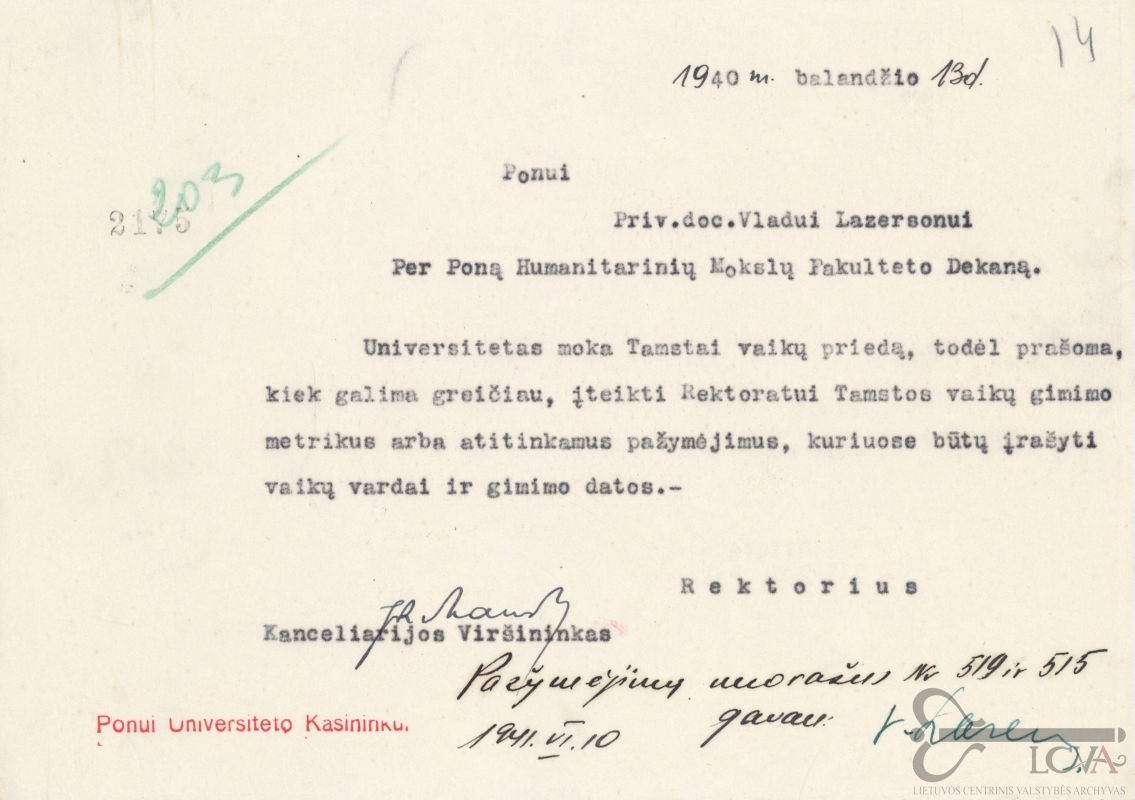 14
1940 m. balandžio 13d.
203
Ponui
2175
Priv.doc.Vladui Lazersonui
Per Poną Humanitarinių Mokslų Fakulteto Dekaną.
Universitetas moka Tamstai vaikų priedą, todėl prašoma,
kiek galima greičiau, įteikti Rektoratui Tamstos vaikų gimimo
metrikus arba atitinkamus pažymėjimus, kuriuose būtų įrašyti
vaikų vardai ir gimimo datos.-
Rektorius
Kanceliarijos Viršininkas
Pažymėjimų nuorašus Nr 519 ir 515
gavau
Ponui Universiteto Kasininkui
1941.VI.10
LCVA
LIETUVOS CENTRINIS VALSTYBĖS ARCHYVAS